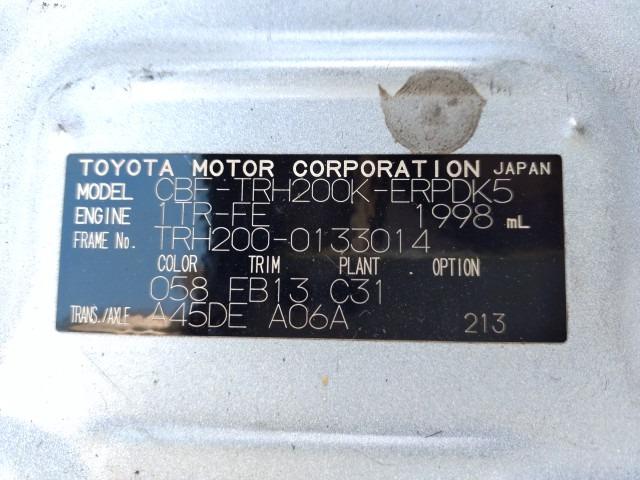 TOYOTA MOTOR CORPORATION JAPAN
MODEL CBF-TRH200K-ERPDK5
ENGINE 1TR-FE 1998 mL
FRAME No. TRH200-0133014
COLOR TRIM PLANT OPTION
058 FB13 C31
TRANS./AXLE A45DE A06A 213